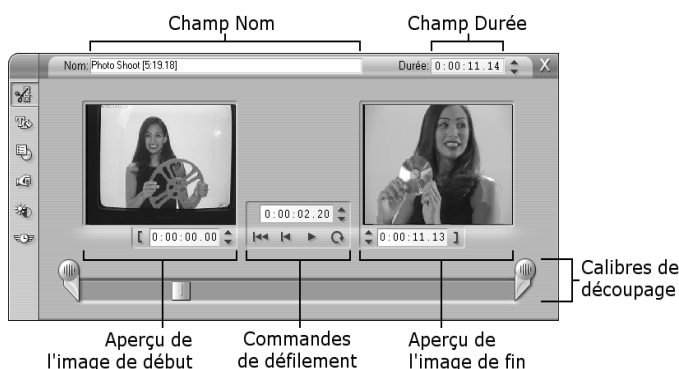 Champ Nom
Champ Durée
Nom: Photo Shoot [5:19.18]
Durée: 0:00:11.14
X
0:00:02.20
[ 0:00:00.00
0:00:11.13 ]
Calibres de
découpage
Aperçu de
l'image de début
Commandes
de défilement
Aperçu de
l'image de fin